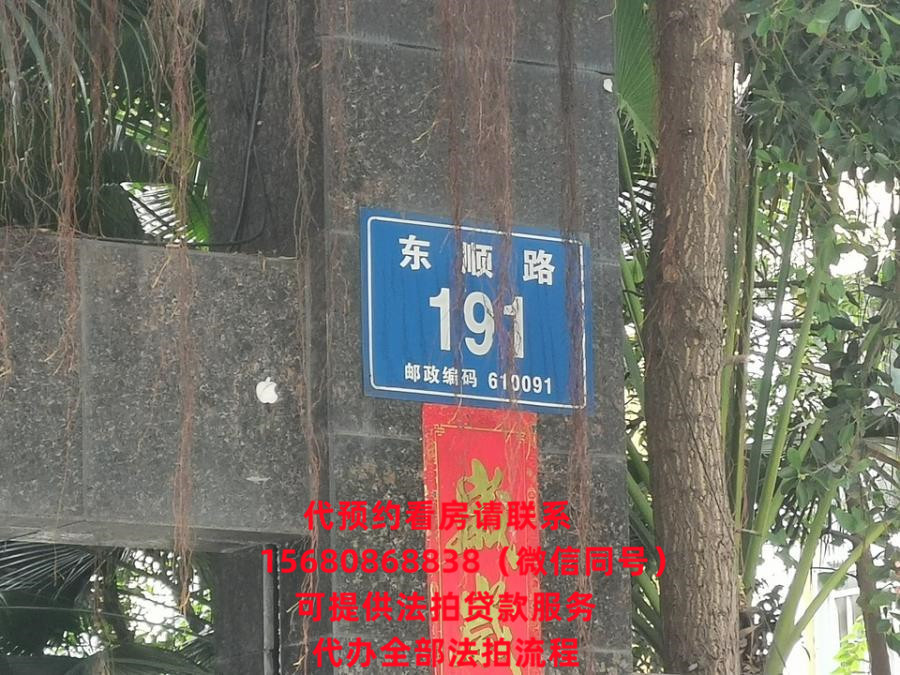 东顺路
191
邮政编码 610091
代预约看房请联系
15680868838（微信同号）
可提供法拍贷款服务
代办全部法拍流程